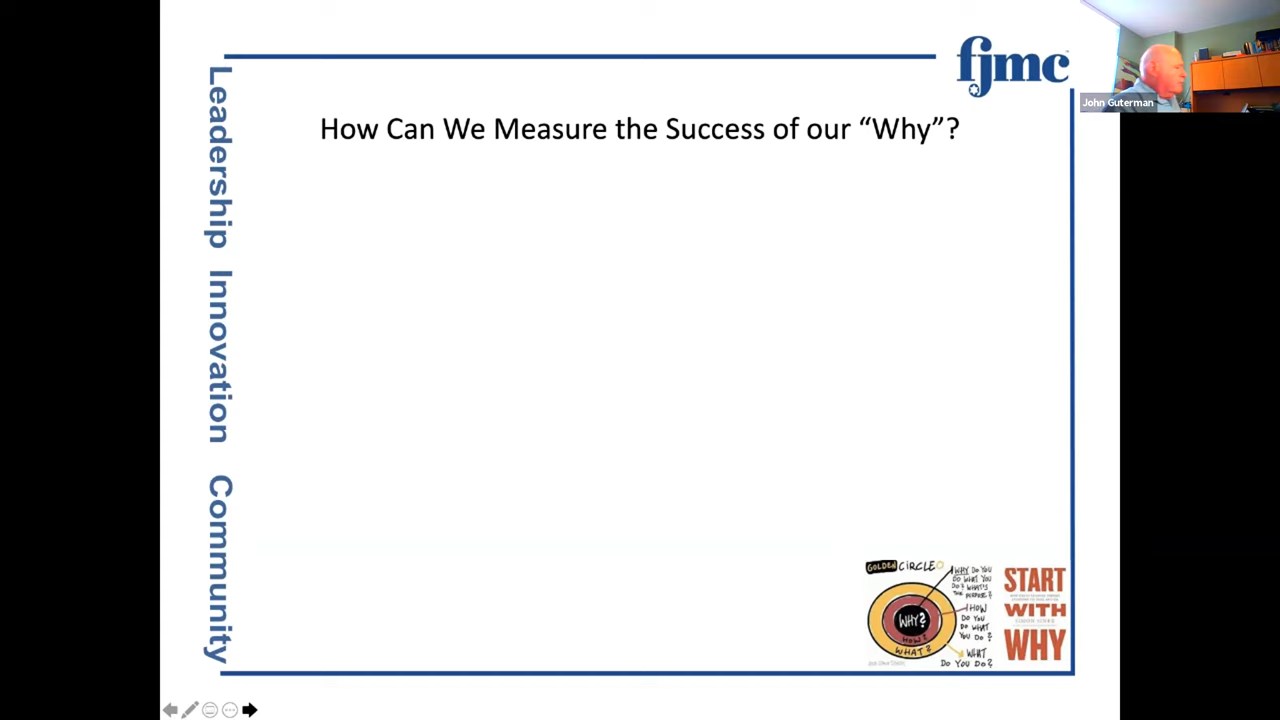 fjmc
John Guterman
How Can We Measure the Success of our “Why”?
Leadership Innovation Community
GOLDEN CIRCLE
WHY DO YOU
DO WHAT YOU
DO? WHAT'S
THE PURPOSE?
HOW
DO YOU
DO WHAT
YOU DO?
WHAT
DO YOU DO?
WHY?
HOW?
WHAT?
START
WITH
WHY